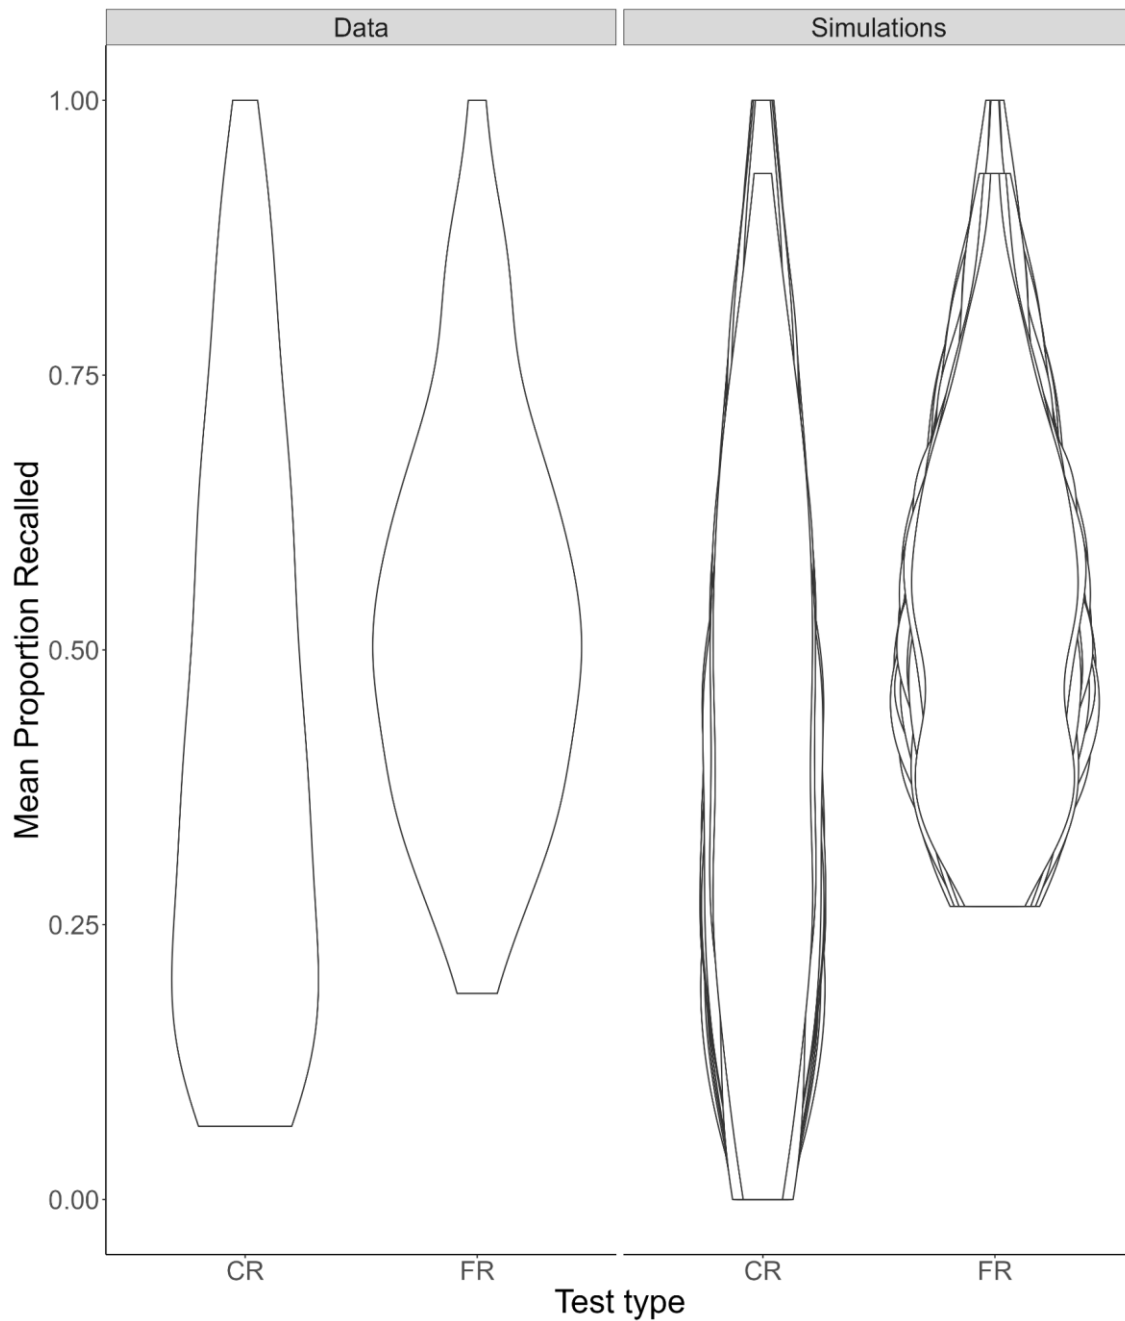 Data
Simulations
1.00
0.75
0.50
0.25
0.00
Mean Proportion Recalled
CR
FR
CR
FR
Test type